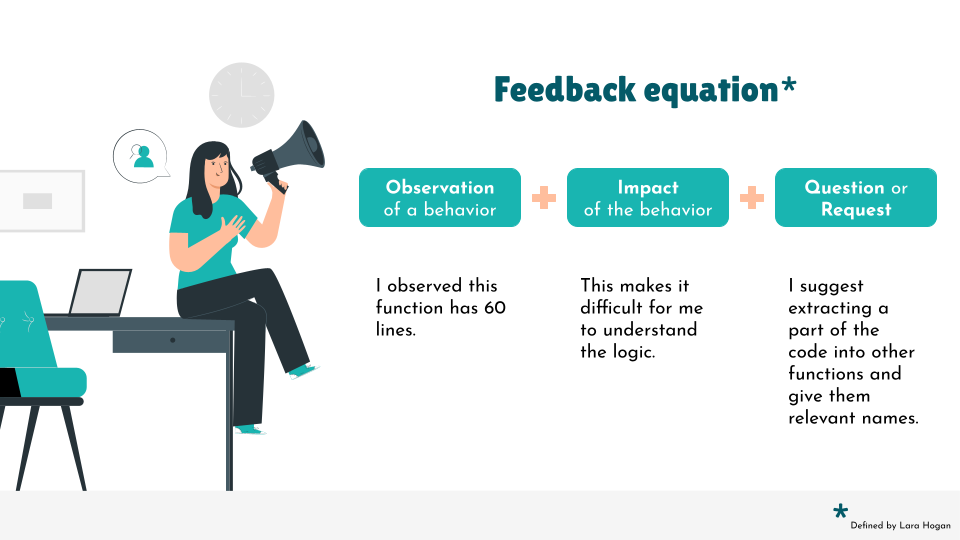 Feedback equation*
Observation
of a behavior
Impact
of the behavior
Question or
Request
I observed this
function has 60
lines.
This makes it
difficult for me
to understand
the logic.
I suggest
extracting a
part of the
code into other
functions and
give them
relevant names.
* Defined by Lara Hogan